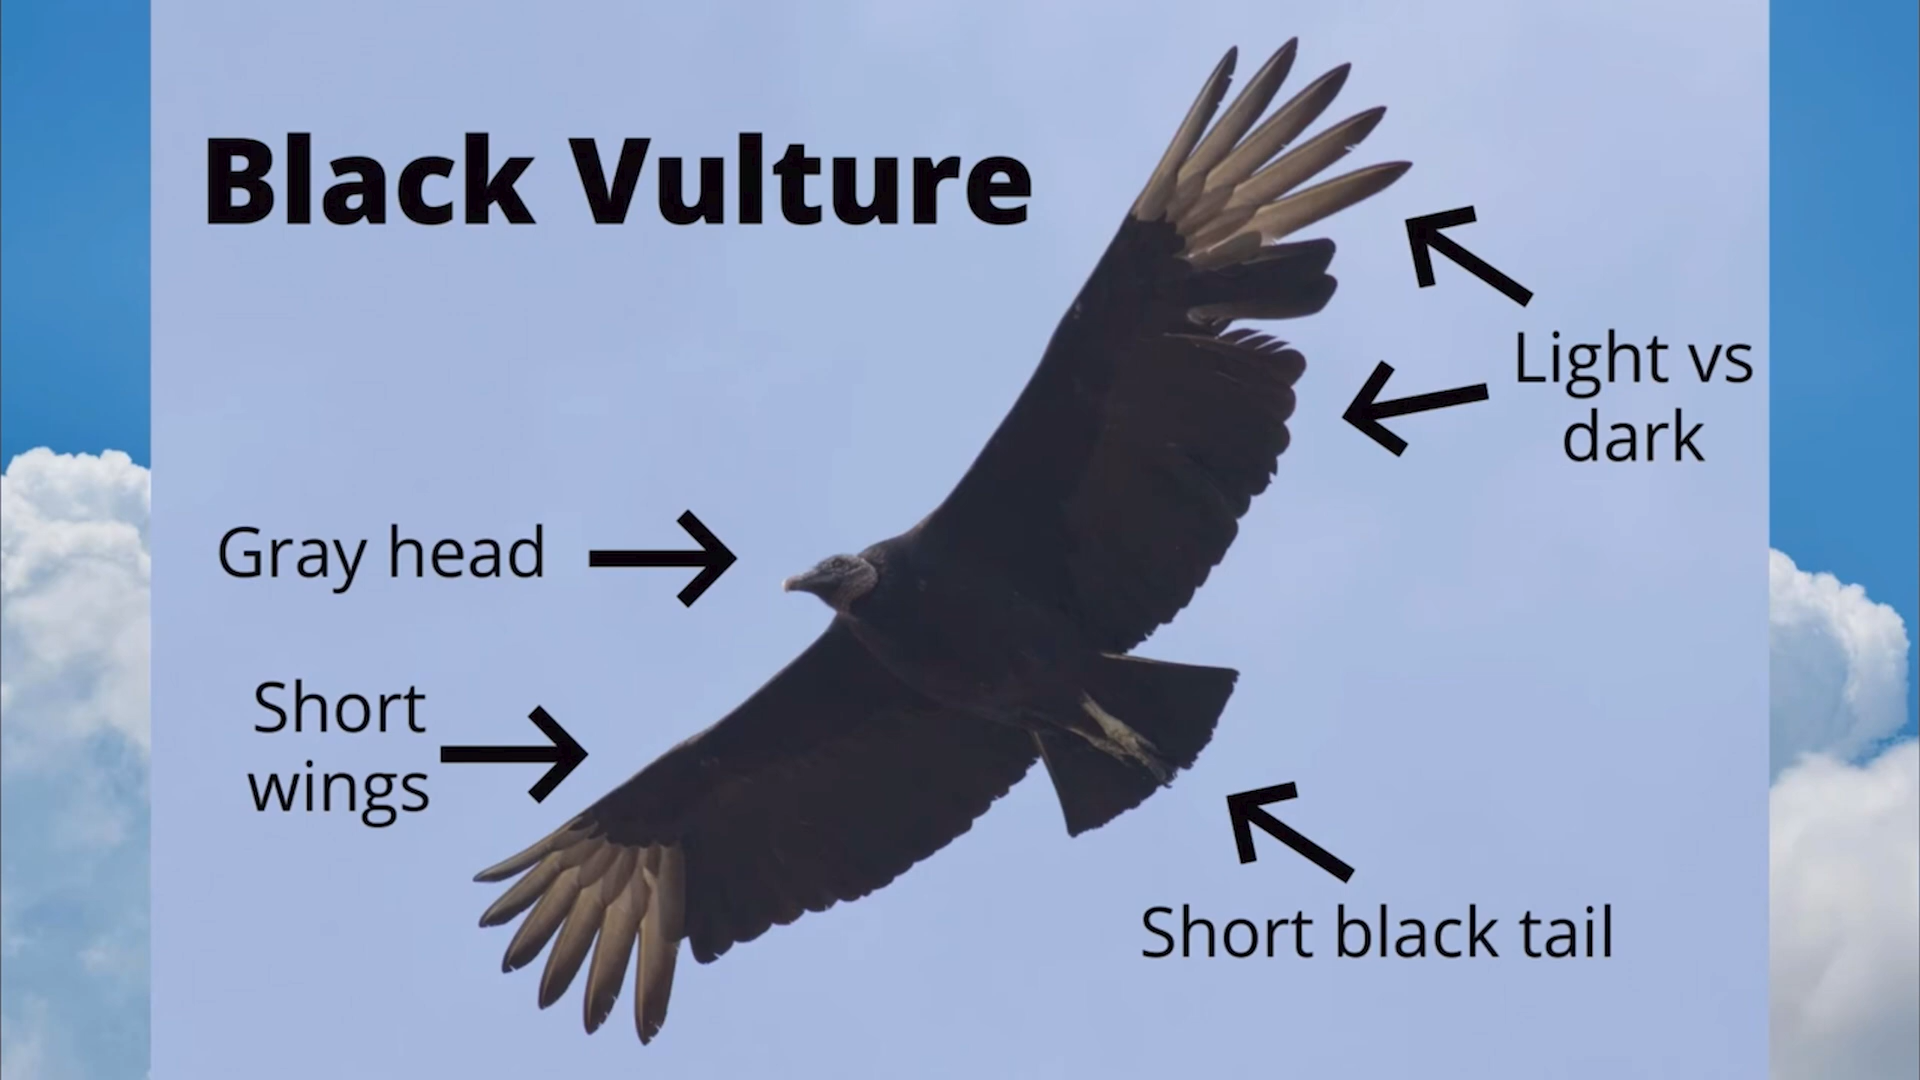 Black Vulture
Light vs
dark
Gray head
Short
wings
Short black tail